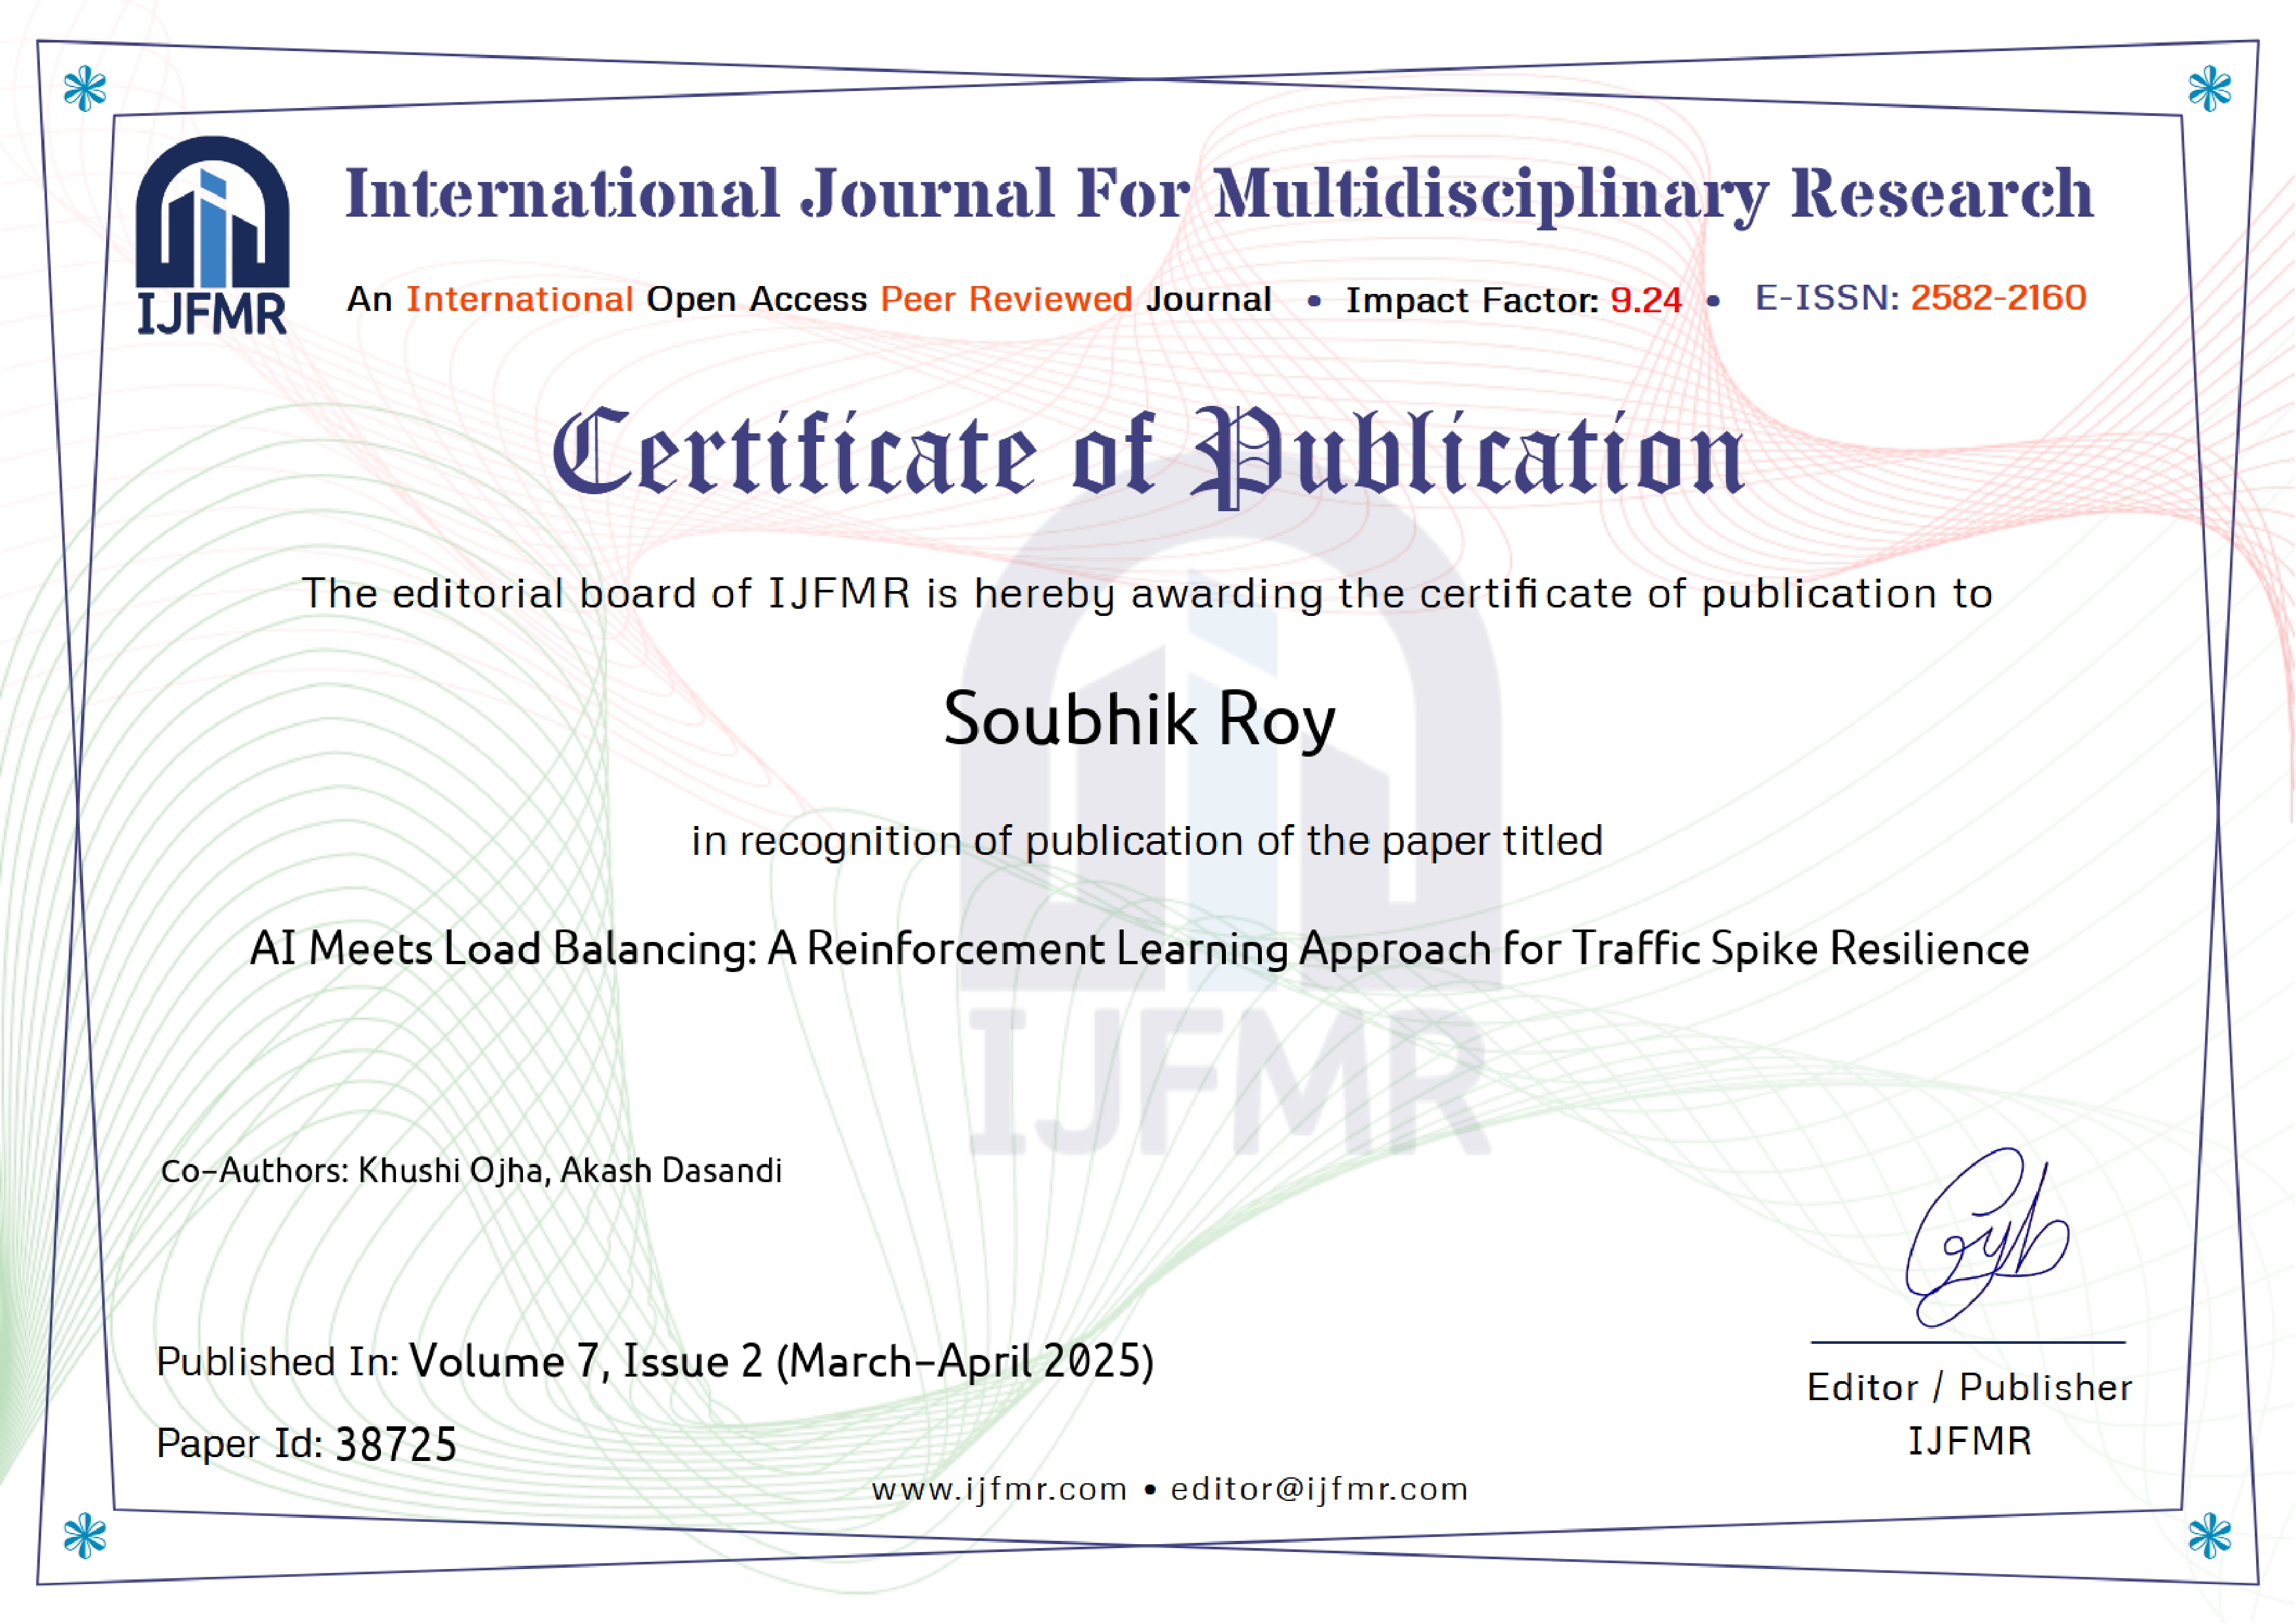 International Journal For Multidisciplinary Research
IJFMR
An International Open Access Peer Reviewed Journal • Impact Factor: 9.24 • E-ISSN: 2582-2160
Certificate of Publication
The editorial board of IJFMR is hereby awarding the certificate of publication to
Soubhik Roy
in recognition of publication of the paper titled
AI Meets Load Balancing: A Reinforcement Learning Approach for Traffic Spike Resilience
IJFMR
Co-Authors: Khushi Ojha, Akash Dasandi
Published In: Volume 7, Issue 2 (March-April 2025)
Paper Id: 38725
Editor / Publisher
IJFMR
www.ijfmr.com • editor@ijfmr.com